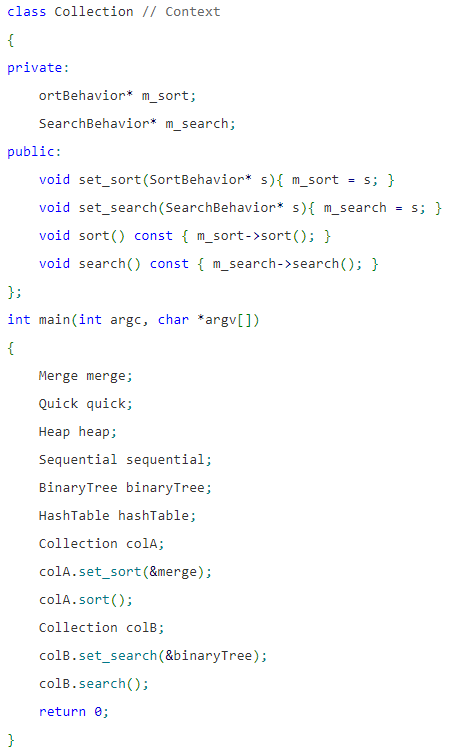 class Collection // Context
{
private:
    ortBehavior* m_sort;
    SearchBehavior* m_search;
public:
    void set_sort(SortBehavior* s){ m_sort = s; }
    void set_search(SearchBehavior* s){ m_search = s; }
    void sort() const { m_sort->sort(); }
    void search() const { m_search->search(); }
};
int main(int argc, char *argv[])
{
    Merge merge;
    Quick quick;
    Heap heap;
    Sequential sequential;
    BinaryTree binaryTree;
    HashTable hashTable;
    Collection colA;
    colA.set_sort(&merge);
    colA.sort();
    Collection colB;
    colB.set_search(&binaryTree);
    colB.search();
    return 0;
}